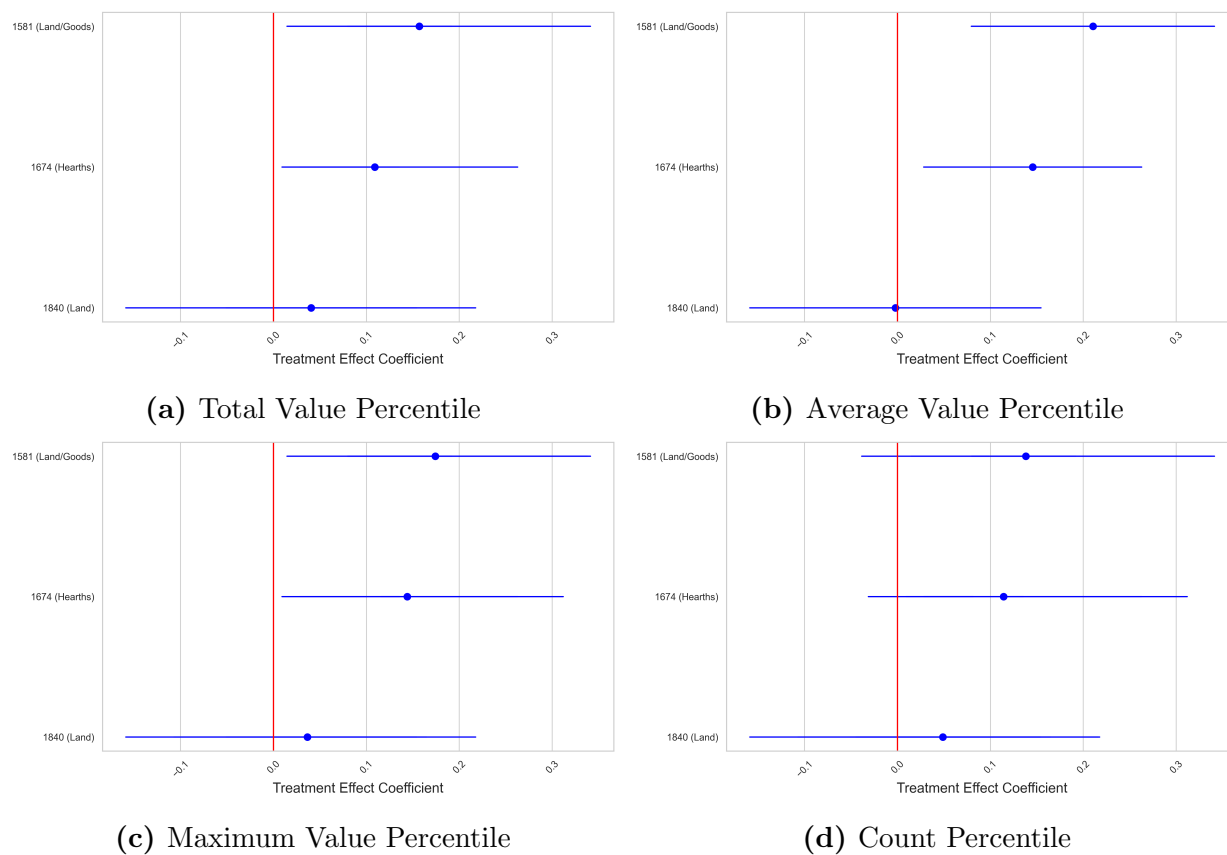 1581 (Land/Goods)
1674 (Hearths)
1840 (Land)
−0.1 0.0 0.1 0.2 0.3
Treatment Effect Coefficient
(a) Total Value Percentile
1581 (Land/Goods)
1674 (Hearths)
1840 (Land)
−0.1 0.0 0.1 0.2 0.3
Treatment Effect Coefficient
(b) Average Value Percentile
1581 (Land/Goods)
1674 (Hearths)
1840 (Land)
−0.1 0.0 0.1 0.2 0.3
Treatment Effect Coefficient
(c) Maximum Value Percentile
1581 (Land/Goods)
1674 (Hearths)
1840 (Land)
−0.1 0.0 0.1 0.2 0.3
Treatment Effect Coefficient
(d) Count Percentile